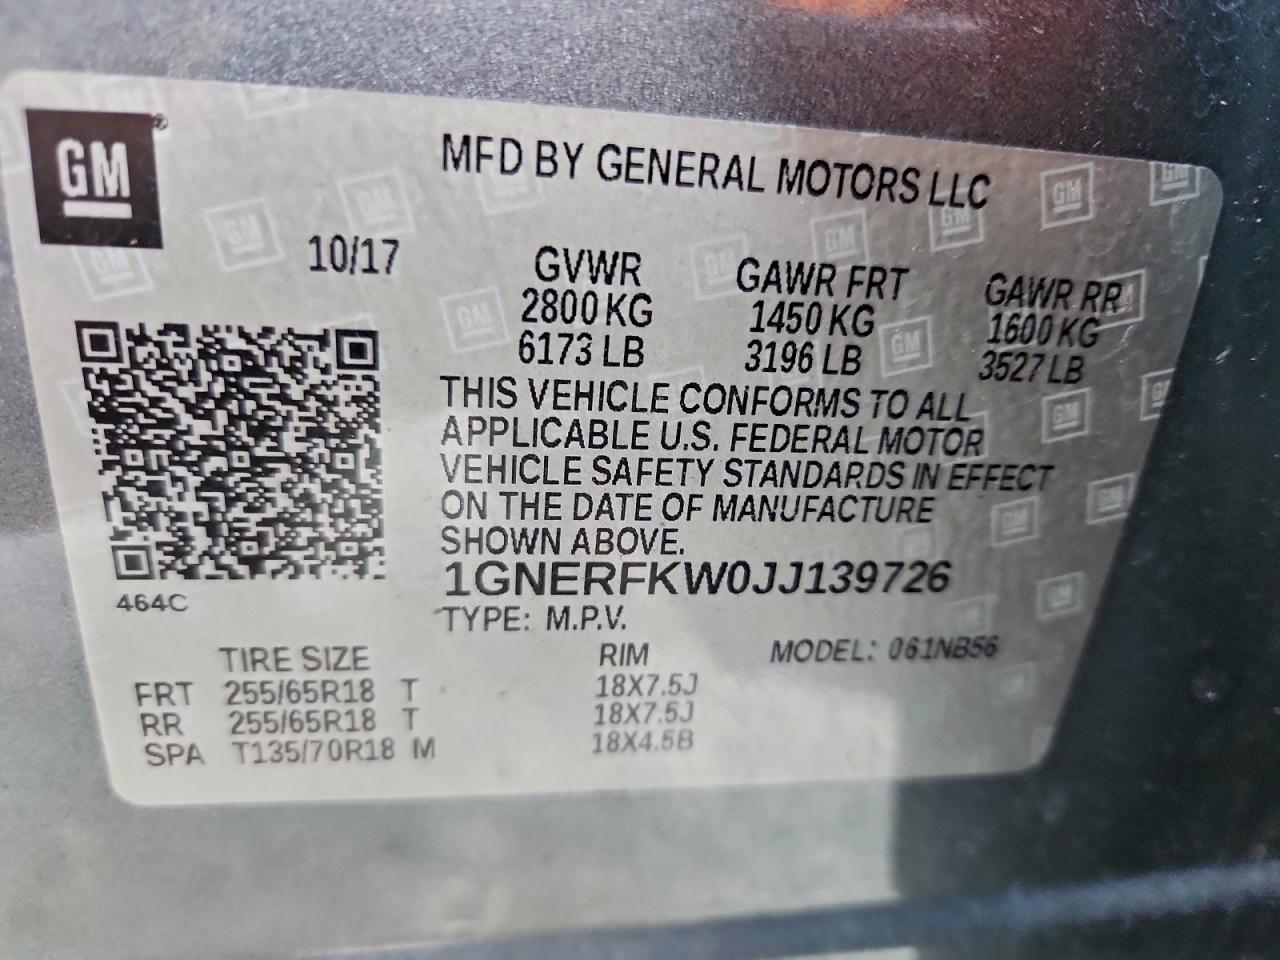 GM®
MFD BY GENERAL MOTORS LLC
10/17
GVWR GAWR FRT GAWR RR
2800 KG 1450 KG 1600 KG
6173 LB 3196 LB 3527 LB
THIS VEHICLE CONFORMS TO ALL
APPLICABLE U.S. FEDERAL MOTOR
VEHICLE SAFETY STANDARDS IN EFFECT
ON THE DATE OF MANUFACTURE
SHOWN ABOVE.
464C
1GNERFKW0JJ139726
TYPE: M.P.V. MODEL: 061NB56
TIRE SIZE RIM
FRT 255/65R18 T 18X7.5J
RR 255/65R18 T 18X7.5J
SPA T135/70R18 M 18X4.5B